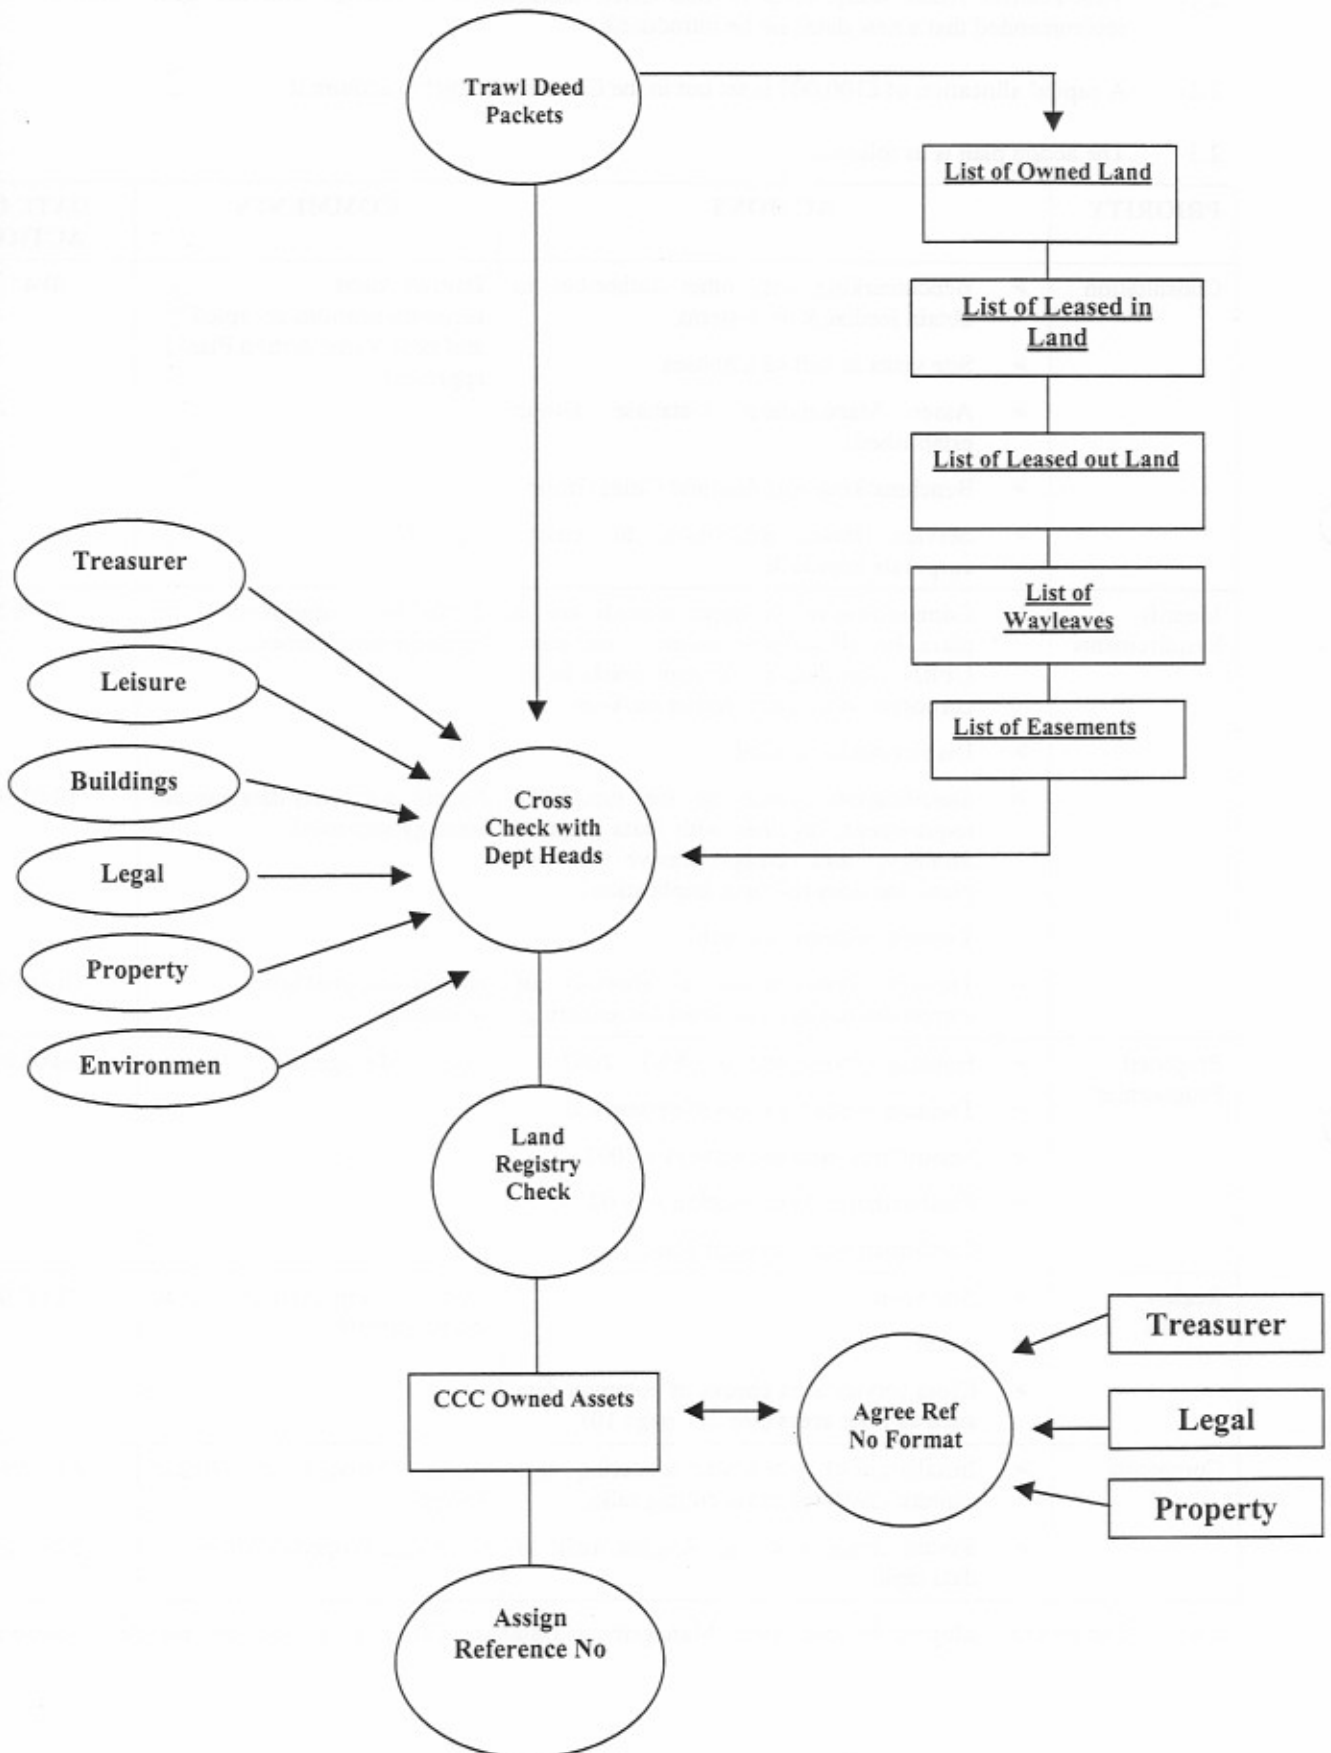 Trawl Deed
Packets
List of Owned Land
List of Leased in
Land
List of Leased out Land
List of
Wayleaves
List of Easements
Treasurer
Leisure
Buildings
Legal
Property
Environmen
Cross
Check with
Dept Heads
Land
Registry
Check
CCC Owned Assets
Agree Ref
No Format
Treasurer
Legal
Property
Assign
Reference No